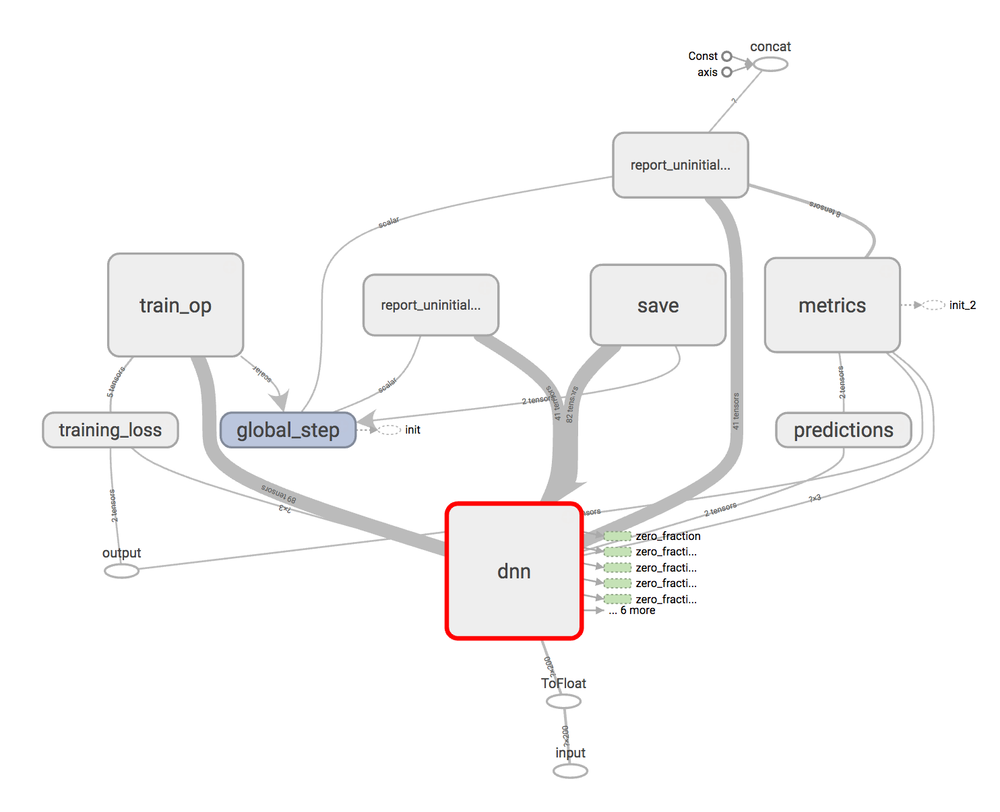 concat
Const
axis
?
report_uninitial...
scalar
8 tensors
train_op
report_uninitial...
save
metrics
init_2
5 tensors
scalar
scalar
2 tensors
41 tensors
82 tensors
41 tensors
2 tensors
training_loss
global_step
init
predictions
2 tensors
89 tensors
?×3
2 tensors
?×3
output
zero_fraction
zero_fracti...
zero_fracti...
zero_fracti...
zero_fracti...
... 6 more
dnn
?×200
ToFloat
?×200
input